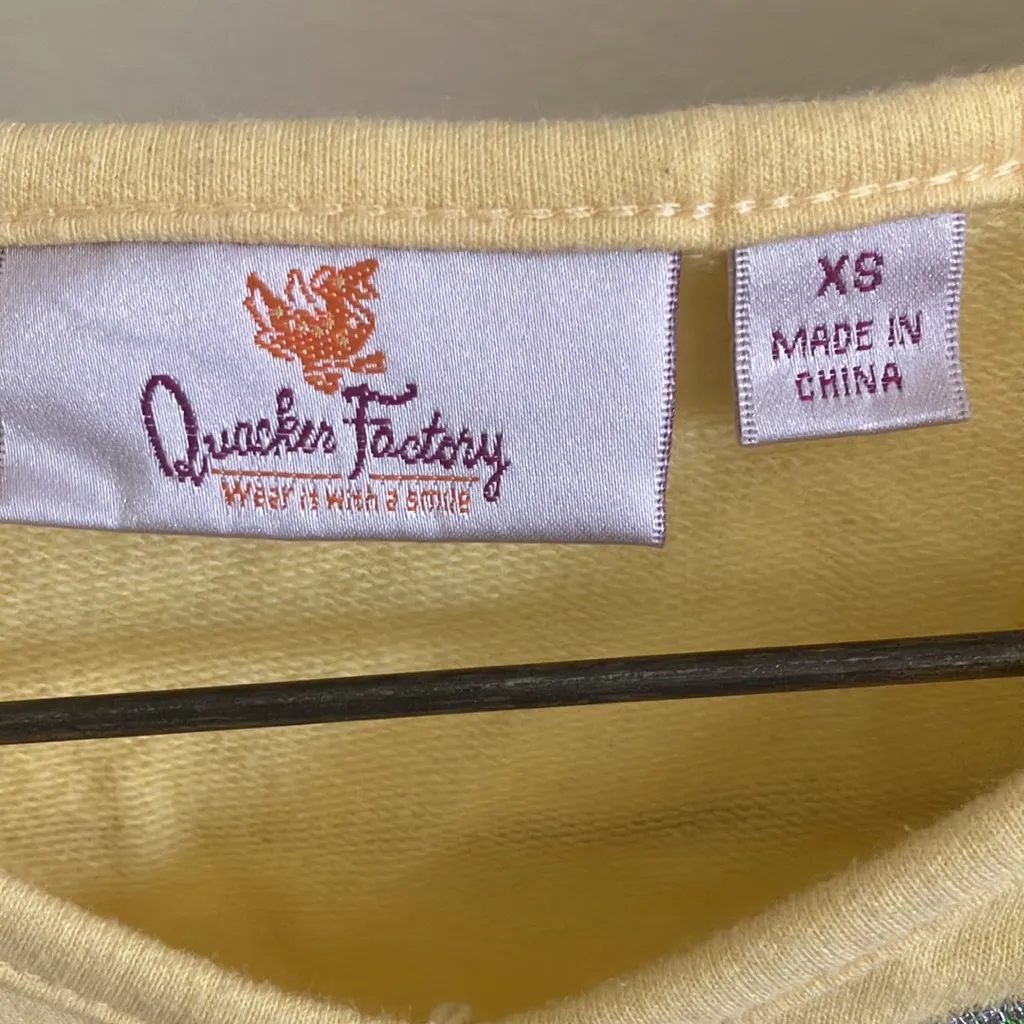 Quacker Factory
Wear it with a smile
XS
MADE IN
CHINA